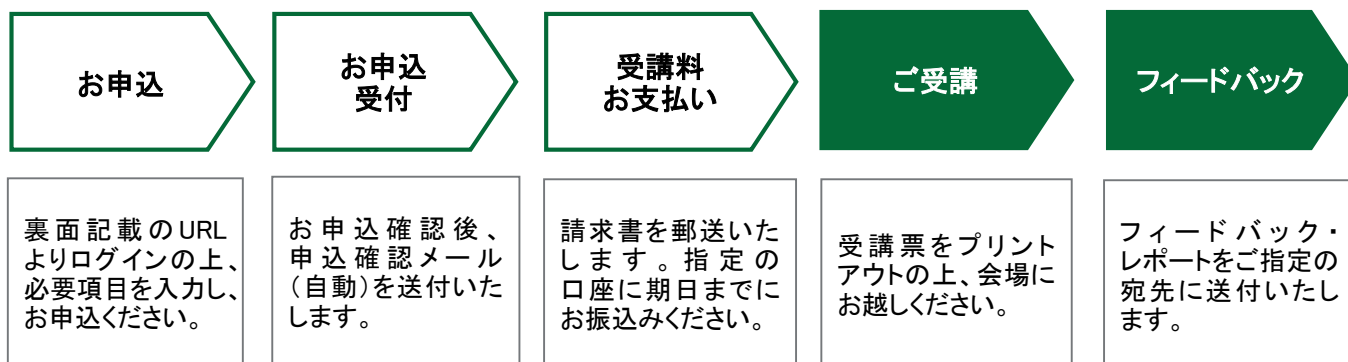 お申込
お申込
受付
受講料
お支払い
ご受講
フィードバック
裏面記載のURL
よりログインの上、
必要項目を入力し、
お申込ください。
お申込確認後、
申込確認メール
(自動)を送付いた
します。
請求書を郵送いた
します。指定の
口座に期日までに
お振込みください。
受講票をプリント
アウトの上、会場に
お越しください。
フィードバック・
レポートをご指定の
宛先に送付いたし
ます。